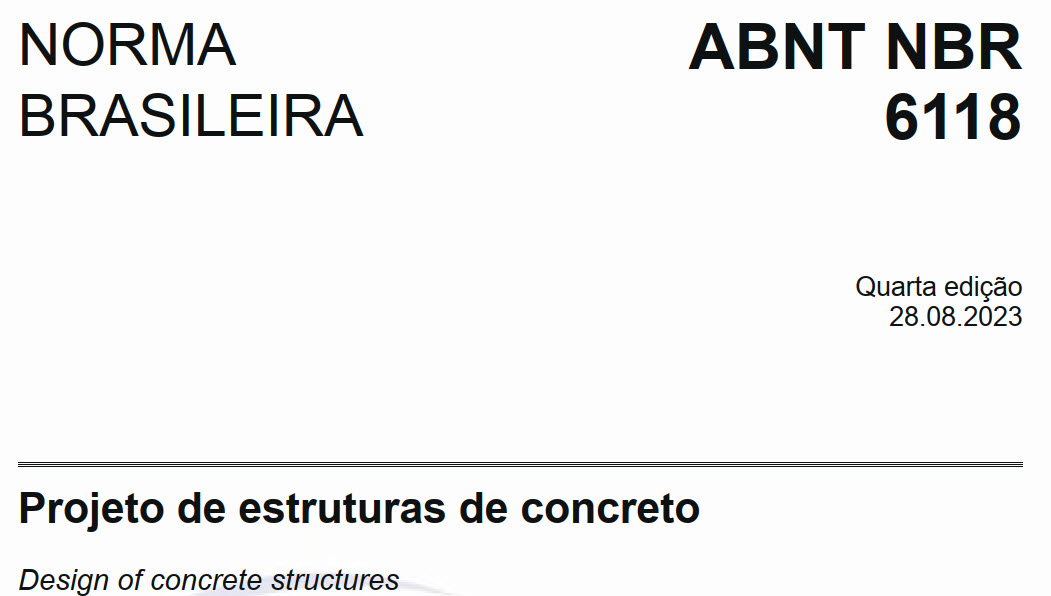 NORMA
BRASILEIRA
ABNT NBR
6118
Quarta edição
28.08.2023
Projeto de estruturas de concreto
Design of concrete structures